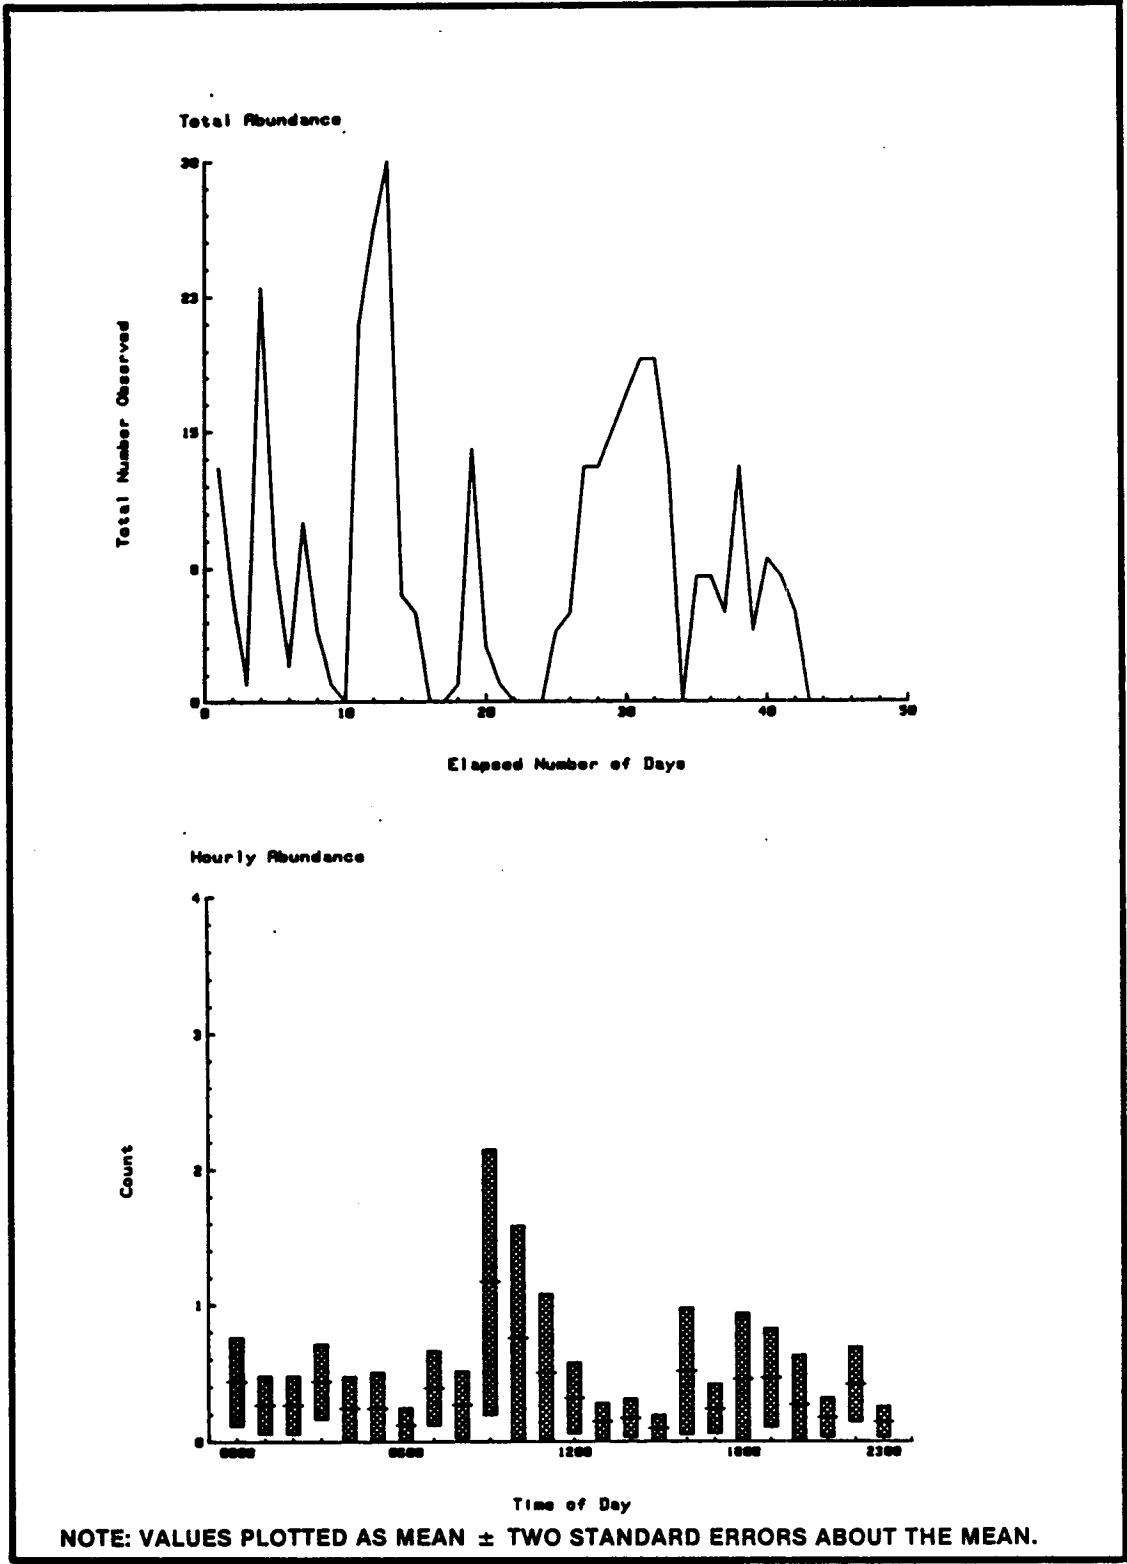 Total Abundance
30
23
15
8
0
0 10 20 30 40 50
Total Number Observed
Elapsed Number of Days
Hourly Abundance
4
3
2
1
0
0000 0600 1200 1800 2300
Count
Time of Day
NOTE: VALUES PLOTTED AS MEAN ± TWO STANDARD ERRORS ABOUT THE MEAN.